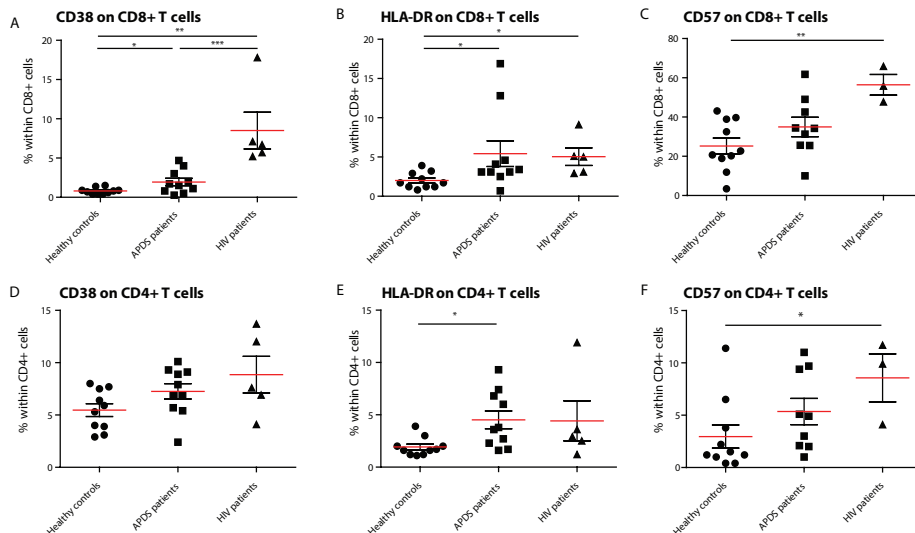 A
CD38 on CD8+ T cells
**
*
***
% within CD8+ cells
20
15
10
5
0
Healthy controls
APDS patients
HIV patients
B
HLA-DR on CD8+ T cells
*
*
% within CD8+ cells
20
15
10
5
0
Healthy controls
APDS patients
HIV patients
C
CD57 on CD8+ T cells
**
% within CD8+ cells
80
60
40
20
0
Healthy controls
APDS patients
HIV patients
D
CD38 on CD4+ T cells
% within CD4+ cells
15
10
5
0
Healthy controls
APDS patients
HIV patients
E
HLA-DR on CD4+ T cells
*
% within CD4+ cells
15
10
5
0
Healthy controls
APDS patients
HIV patients
F
CD57 on CD4+ T cells
*
% within CD4+ cells
15
10
5
0
Healthy controls
APDS patients
HIV patients